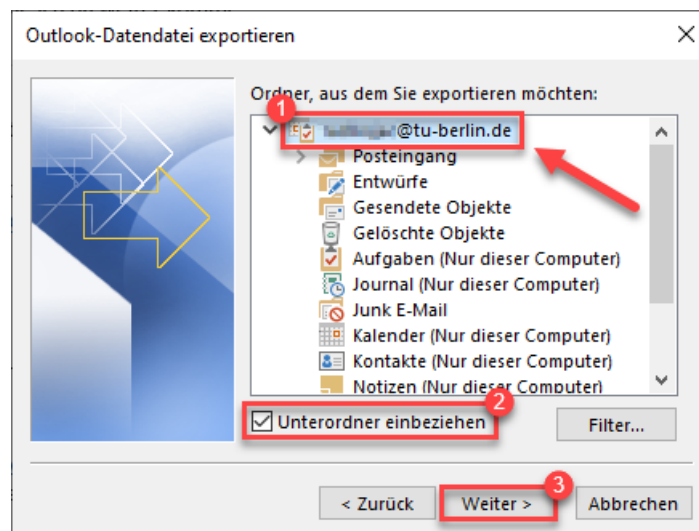 Outlook-Datendatei exportieren
Ordner, aus dem Sie exportieren möchten:
1
@tu-berlin.de
Posteingang
Entwürfe
Gesendete Objekte
Gelöschte Objekte
Aufgaben (Nur dieser Computer)
Journal (Nur dieser Computer)
Junk E-Mail
Kalender (Nur dieser Computer)
Kontakte (Nur dieser Computer)
Notizen (Nur dieser Computer)
2
Unterordner einbeziehen
Filter...
3
< Zurück
Weiter >
Abbrechen